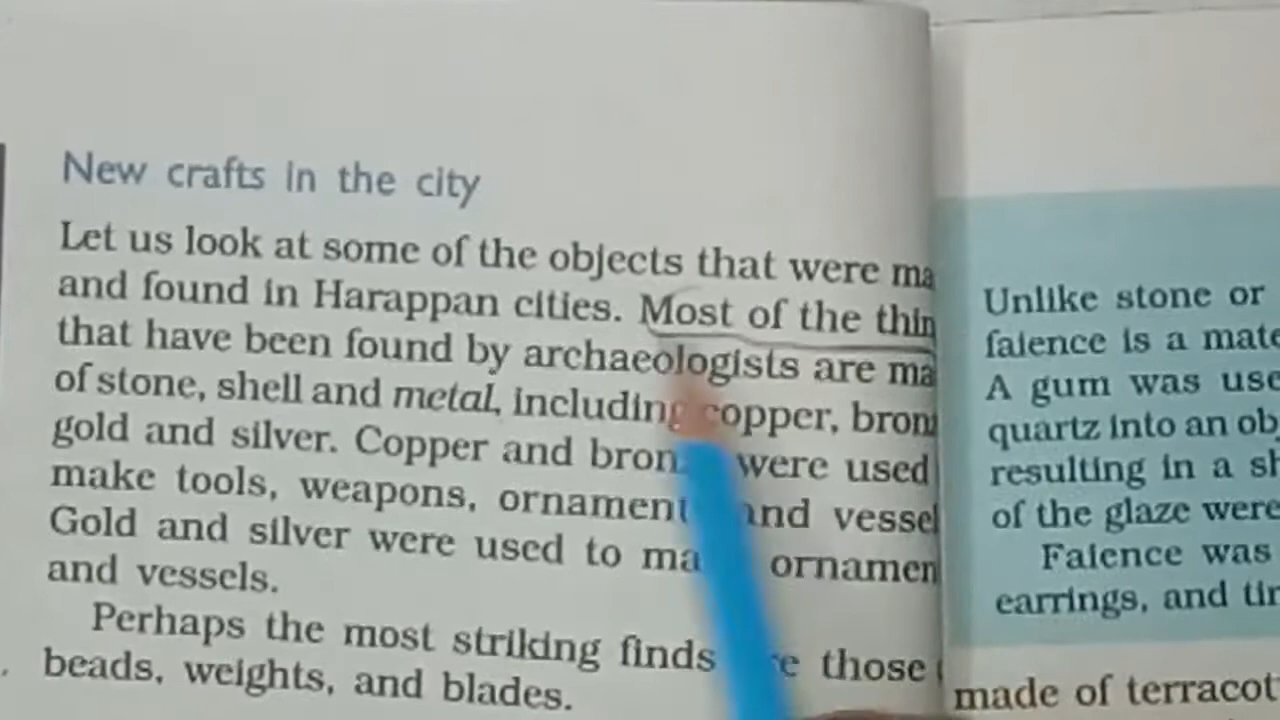 New crafts in the city
Let us look at some of the objects that were ma
and found in Harappan cities. Most of the thin
that have been found by archaeologists are ma
of stone, shell and metal, including copper, bron
gold and silver. Copper and bron were used
make tools, weapons, ornament and vessel
Gold and silver were used to ma ornamen
and vessels.
Perhaps the most striking finds those
beads, weights, and blades.
Unlike stone or
faience is a mate
A gum was use
quartz into an ob
resulting in a sh
of the glaze were
Faience was
earrings, and tin
made of terracot